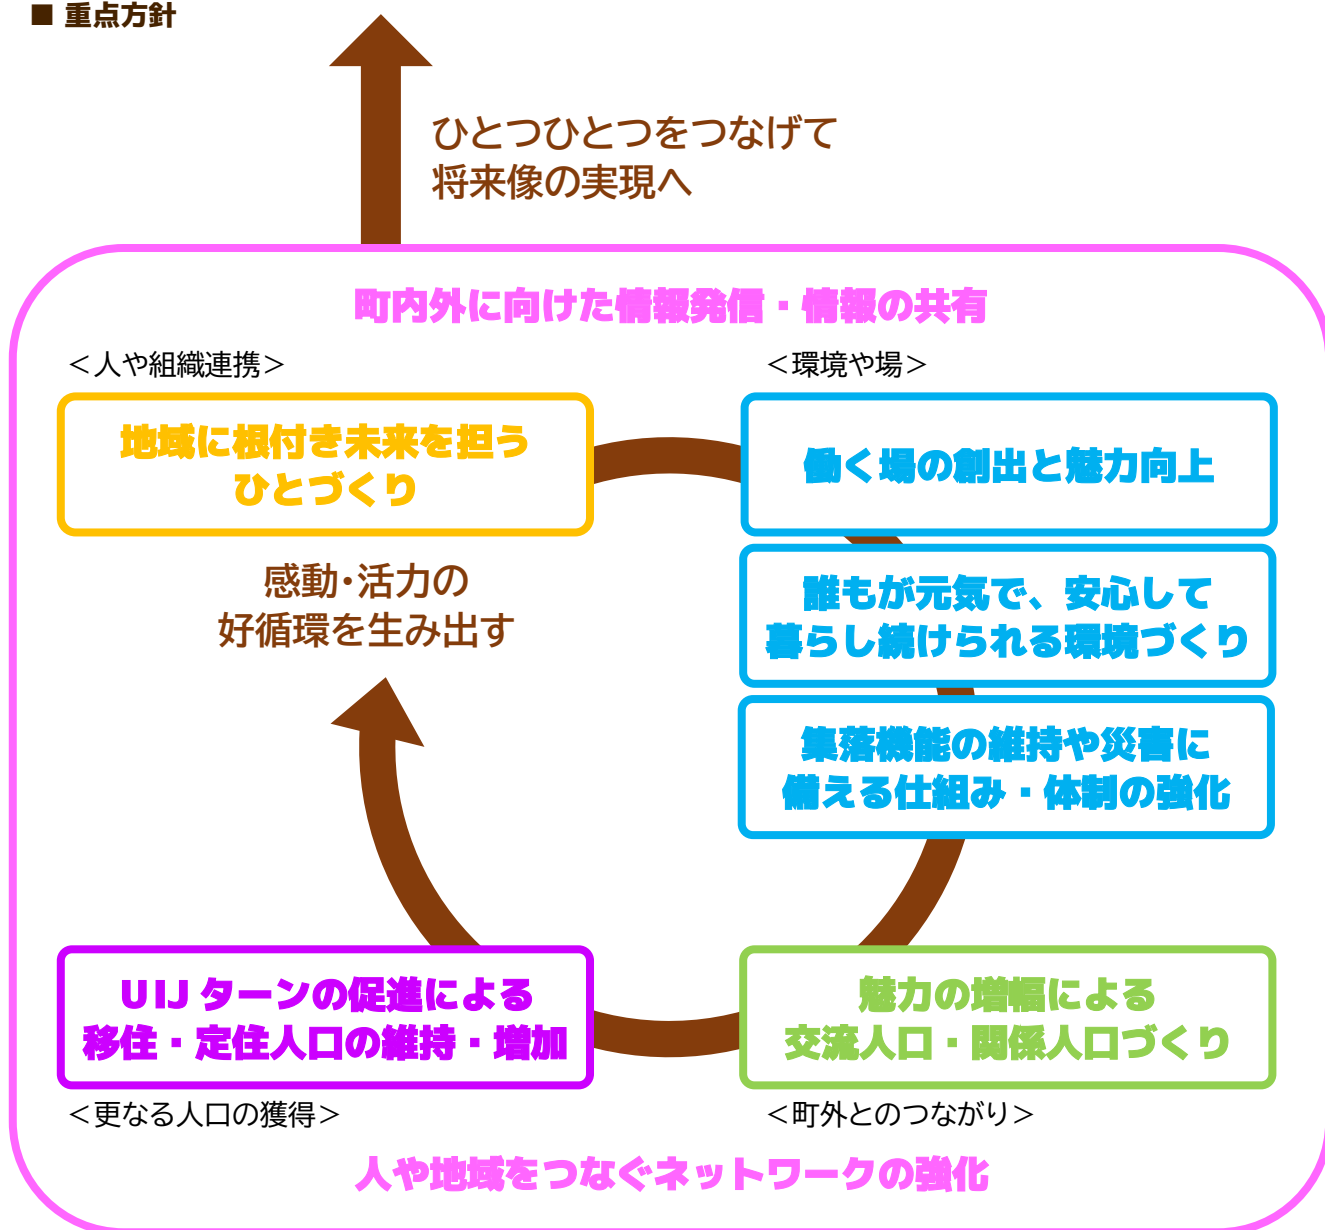 ■ 重点方針
ひとつひとつをつなげて
将来像の実現へ
町内外に向けた情報発信・情報の共有
＜人や組織連携＞
地域に根付き未来を担う
ひとづくり
＜環境や場＞
働く場の創出と魅力向上
誰もが元気で、安心して
暮らし続けられる環境づくり
集落機能の維持や災害に
備える仕組み・体制の強化
感動・活力の
好循環を生み出す
UIJ ターンの促進による
移住・定住人口の維持・増加
＜更なる人口の獲得＞
魅力の増幅による
交流人口・関係人口づくり
＜町外とのつながり＞
人や地域をつなぐネットワークの強化